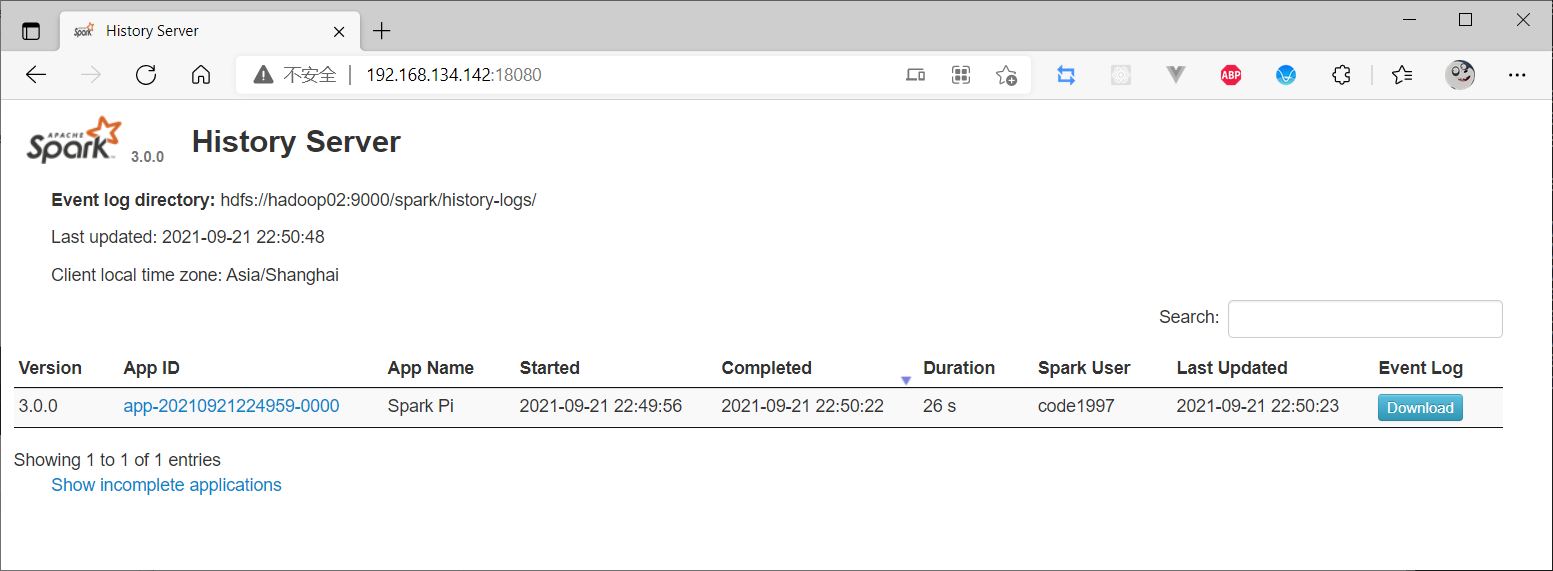 APACHE Spark History Server
不安全 192.168.134.142:18080
ABP
APACHE
Spark 3.0.0 History Server
Event log directory: hdfs://hadoop02:9000/spark/history-logs/
Last updated: 2021-09-21 22:50:48
Client local time zone: Asia/Shanghai
Search:
Version App ID App Name Started Completed Duration Spark User Last Updated Event Log
3.0.0 app-20210921224959-0000 Spark Pi 2021-09-21 22:49:56 2021-09-21 22:50:22 26 s code1997 2021-09-21 22:50:23 Download
Showing 1 to 1 of 1 entries
Show incomplete applications